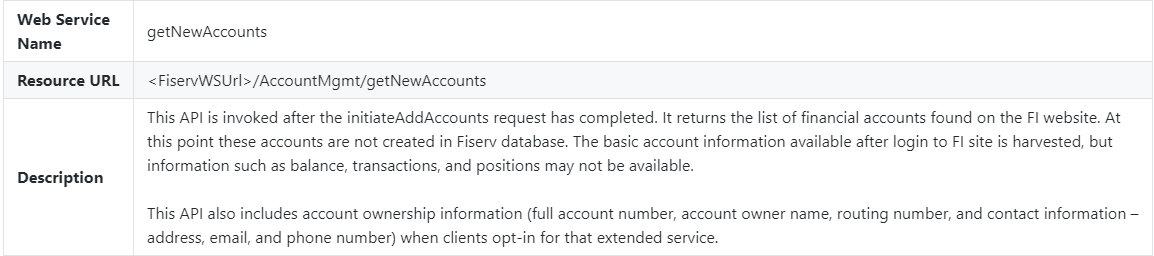 Web Service
Name
getNewAccounts
Resource URL
<FiservWSUrl>/AccountMgmt/getNewAccounts
Description
This API is invoked after the initiateAddAccounts request has completed. It returns the list of financial accounts found on the FI website. At
this point these accounts are not created in Fiserv database. The basic account information available after login to FI site is harvested, but
information such as balance, transactions, and positions may not be available.
This API also includes account ownership information (full account number, account owner name, routing number, and contact information –
address, email, and phone number) when clients opt-in for that extended service.